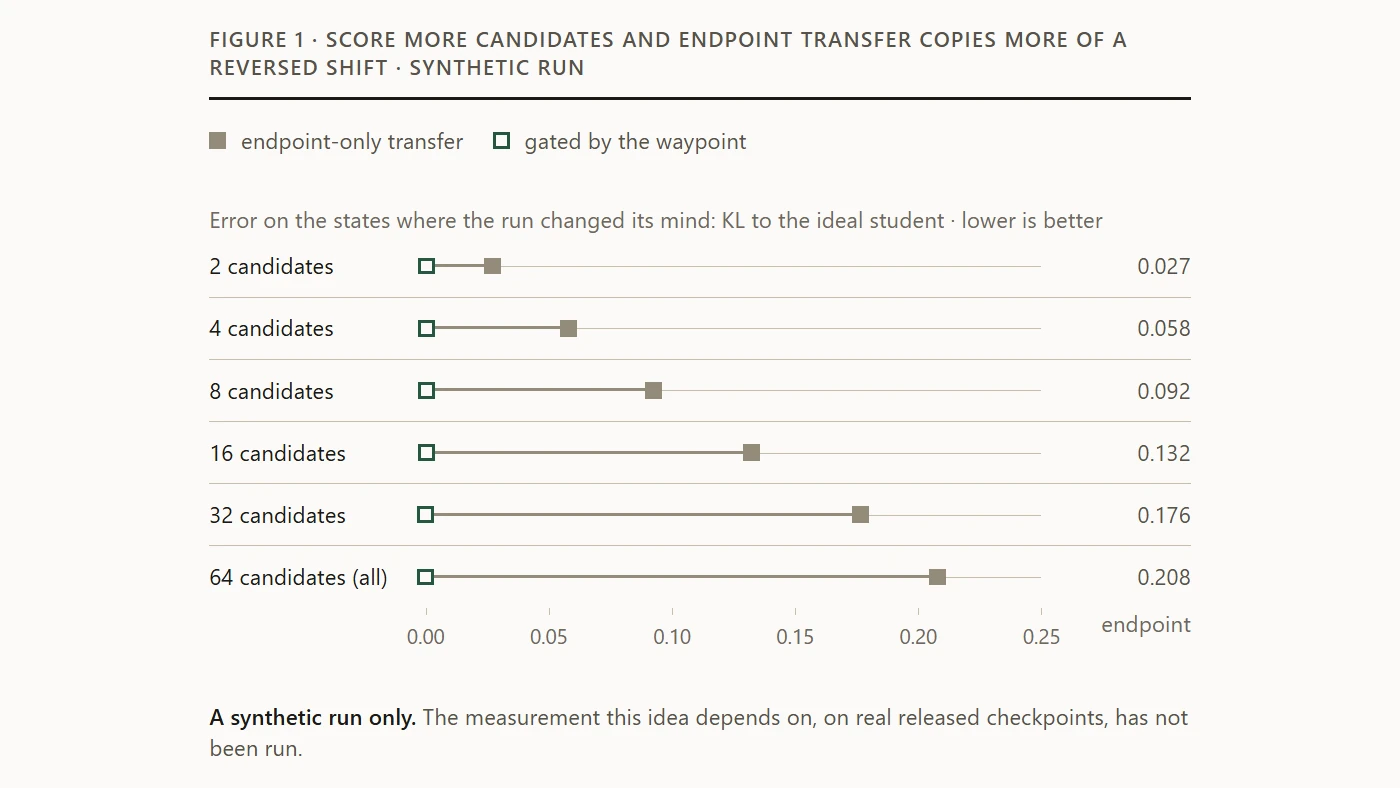 FIGURE 1 · SCORE MORE CANDIDATES AND ENDPOINT TRANSFER COPIES MORE OF A
REVERSED SHIFT · SYNTHETIC RUN
endpoint-only transfer gated by the waypoint
Error on the states where the run changed its mind: KL to the ideal student · lower is better
2 candidates 0.027
4 candidates 0.058
8 candidates 0.092
16 candidates 0.132
32 candidates 0.176
64 candidates (all) 0.208
0.00 0.05 0.10 0.15 0.20 0.25 endpoint
A synthetic run only. The measurement this idea depends on, on real released checkpoints, has not
been run.